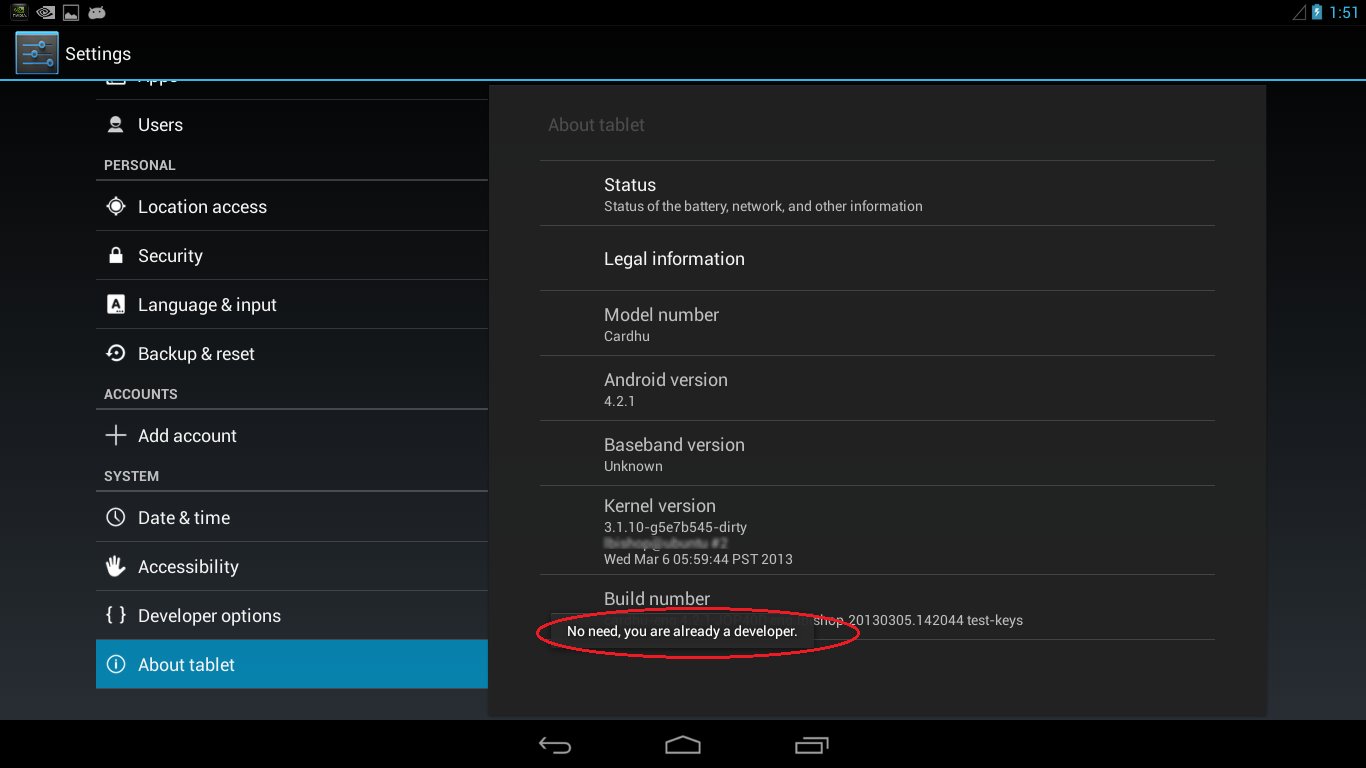 1:51
Settings
Apps
Users
PERSONAL
Location access
Security
Language & input
Backup & reset
ACCOUNTS
Add account
SYSTEM
Date & time
Accessibility
{ } Developer options
About tablet
About tablet
Status
Status of the battery, network, and other information
Legal information
Model number
Cardhu
Android version
4.2.1
Baseband version
Unknown
Kernel version
3.1.10-g5e7b545-dirty
Wed Mar 6 05:59:44 PST 2013
Build number
20130305.142044 test-keys
No need, you are already a developer.